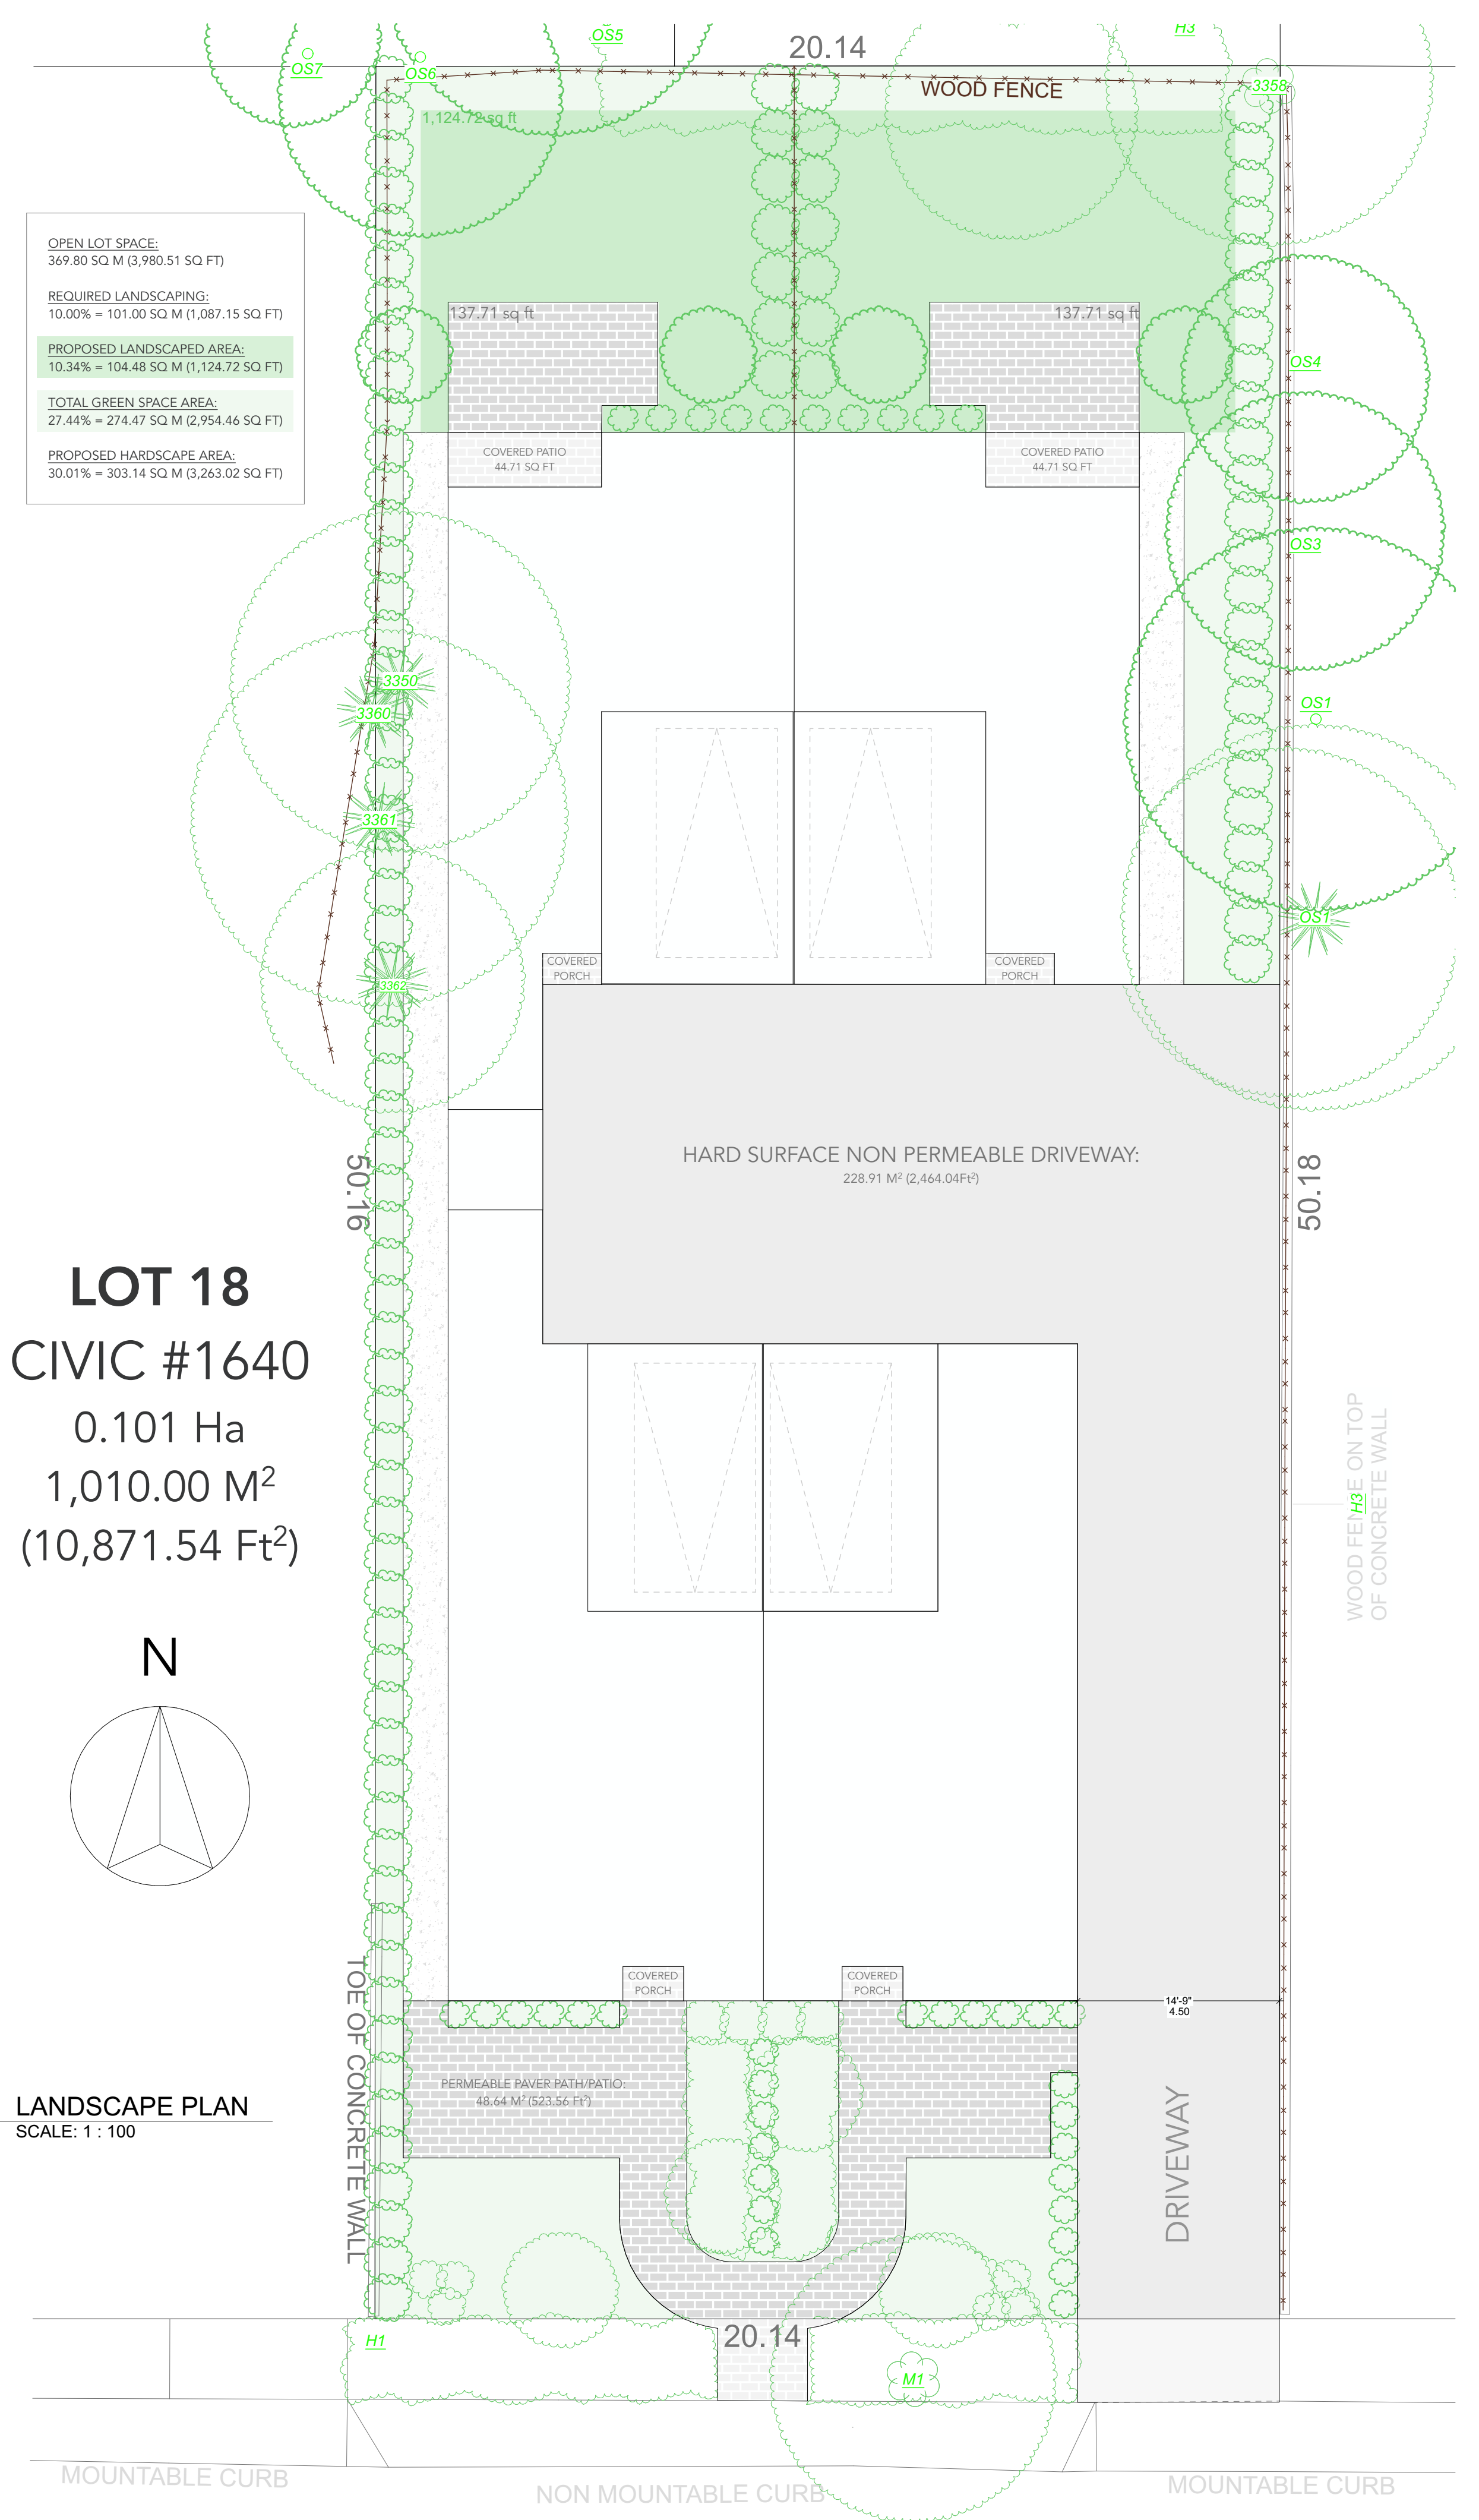 OS5
H3
20.14
OS7
OS6
3358
WOOD FENCE
1,124.72 sq ft
OPEN LOT SPACE:
369.80 SQ M (3,980.51 SQ FT)
REQUIRED LANDSCAPING:
10.00% = 101.00 SQ M (1,087.15 SQ FT)
PROPOSED LANDSCAPED AREA:
10.34% = 104.48 SQ M (1,124.72 SQ FT)
TOTAL GREEN SPACE AREA:
27.44% = 274.47 SQ M (2,954.46 SQ FT)
PROPOSED HARDSCAPE AREA:
30.01% = 303.14 SQ M (3,263.02 SQ FT)
137.71 sq ft
137.71 sq ft
OS4
COVERED PATIO
44.71 SQ FT
COVERED PATIO
44.71 SQ FT
OS3
3350
3360
OS1
3361
OS1
COVERED
PORCH
COVERED
PORCH
3362
HARD SURFACE NON PERMEABLE DRIVEWAY:
228.91 M² (2,464.04Ft²)
50.16
50.18
LOT 18
CIVIC #1640
0.101 Ha
1,010.00 M²
(10,871.54 Ft²)
WOOD FENCE ON TOP
OF CONCRETE WALL
H3
N
COVERED
PORCH
COVERED
PORCH
14'-9"
4.50
TOE OF CONCRETE WALL
PERMEABLE PAVER PATH/PATIO:
48.64 M² (523.56 Ft²)
LANDSCAPE PLAN
SCALE: 1 : 100
DRIVEWAY
H1
20.14
M1
MOUNTABLE CURB
NON MOUNTABLE CURB
MOUNTABLE CURB